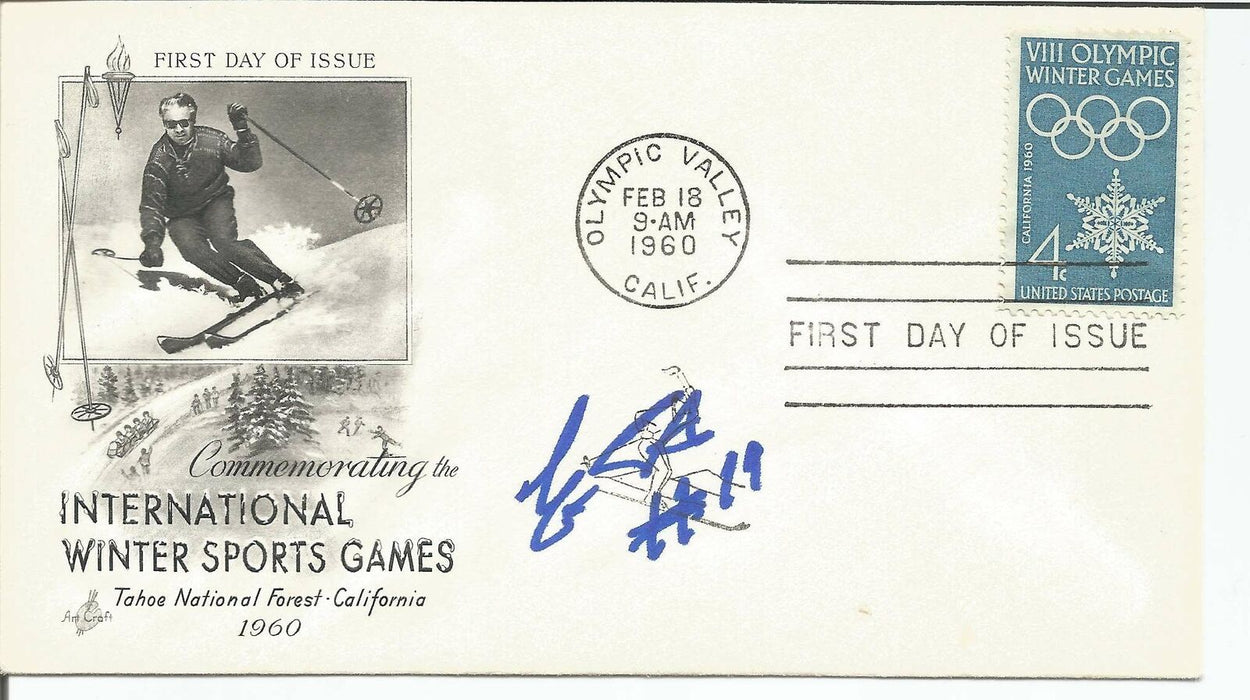 FIRST DAY OF ISSUE
Commemorating the
INTERNATIONAL
WINTER SPORTS GAMES
Tahoe National Forest·California
1960
Art Craft
OLYMPIC VALLEY
FEB 18
9·AM
1960
CALIF.
VIII OLYMPIC
WINTER GAMES
CALIFORNIA 1960
4c
UNITED STATES POSTAGE
FIRST DAY OF ISSUE
#19